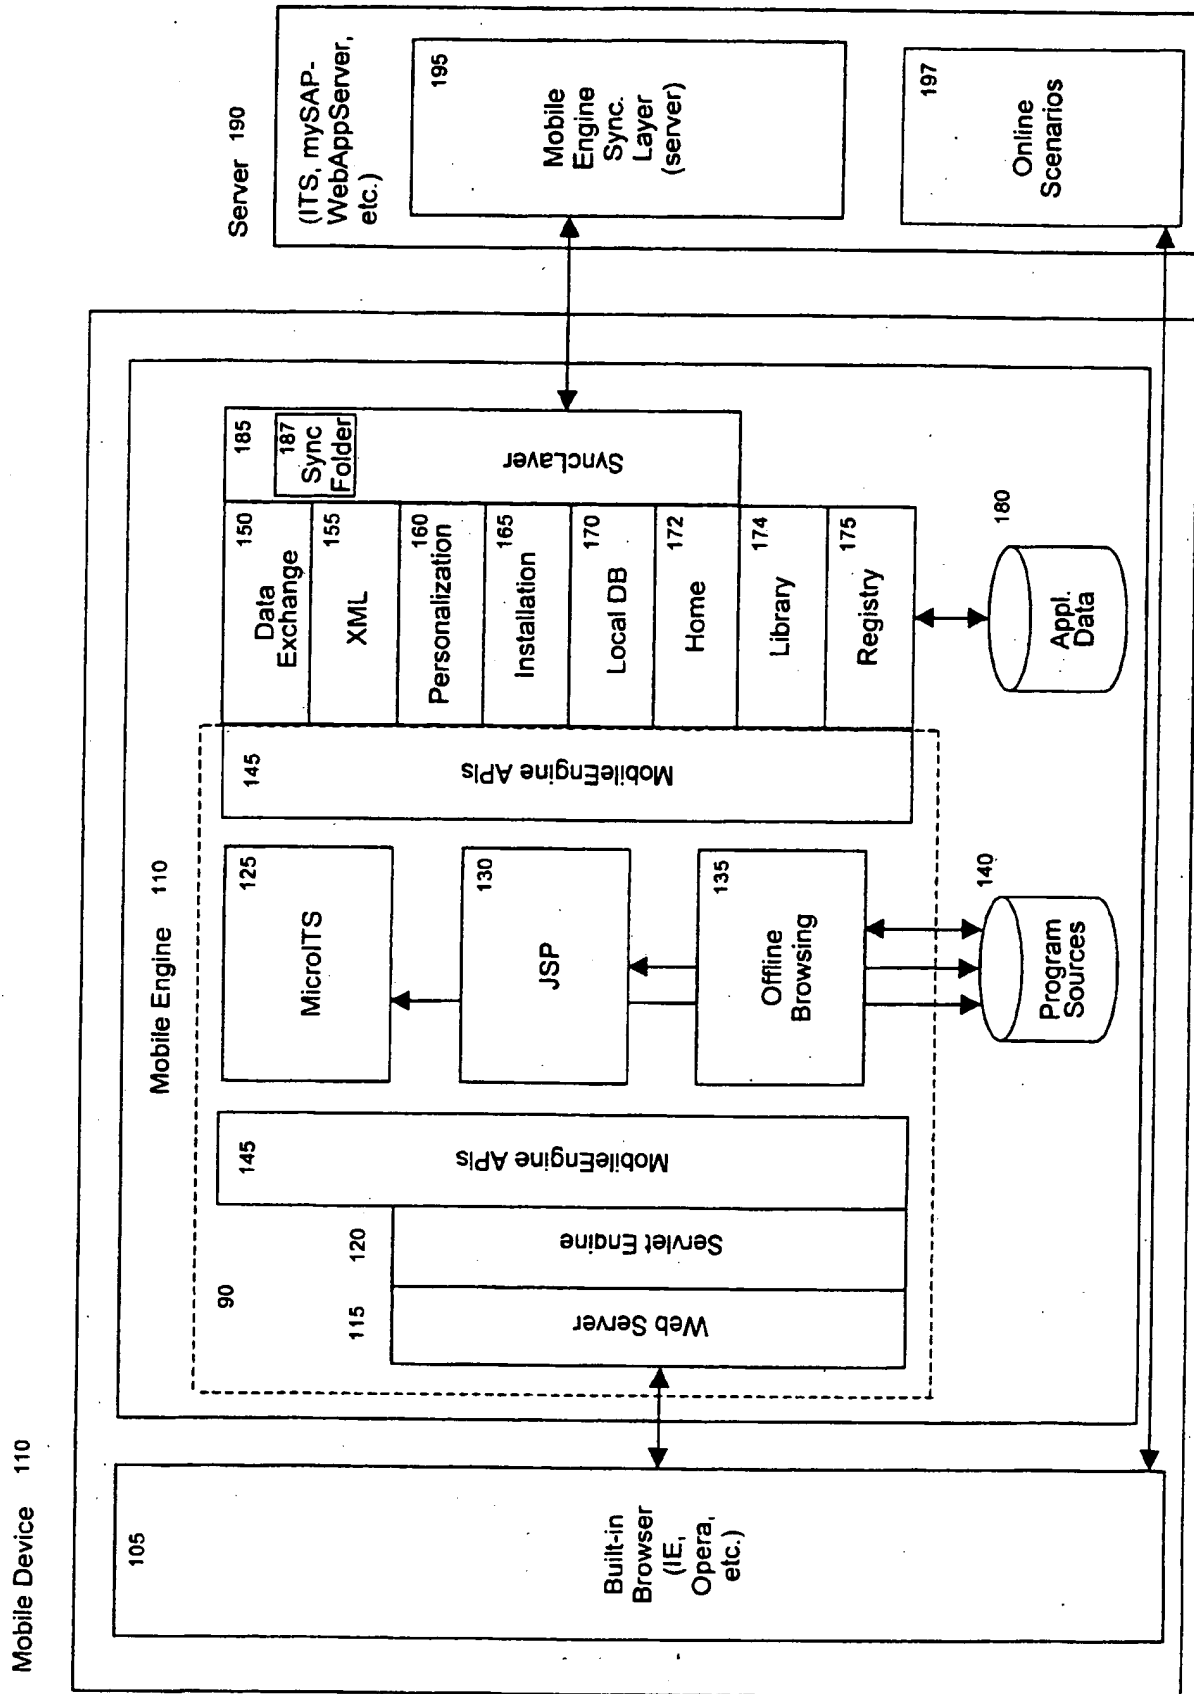 Mobile Device 110
105
Built-in
Browser
(IE,
Opera,
etc.)
Mobile Engine 110
90
115
Web Server
120
Servlet Engine
145
MobileEngine APIs
125
MicroITS
130
JSP
135
Offline
Browsing
140
Program
Sources
145
MobileEngine APIs
150
Data
Exchange
155
XML
160
Personalization
165
Installation
170
Local DB
172
Home
174
Library
175
Registry
180
Appl.
Data
185
187
Sync
Folder
SyncLayer
Server 190
(ITS, mySAP-
WebAppServer,
etc.)
195
Mobile
Engine
Sync.
Layer
(server)
197
Online
Scenarios